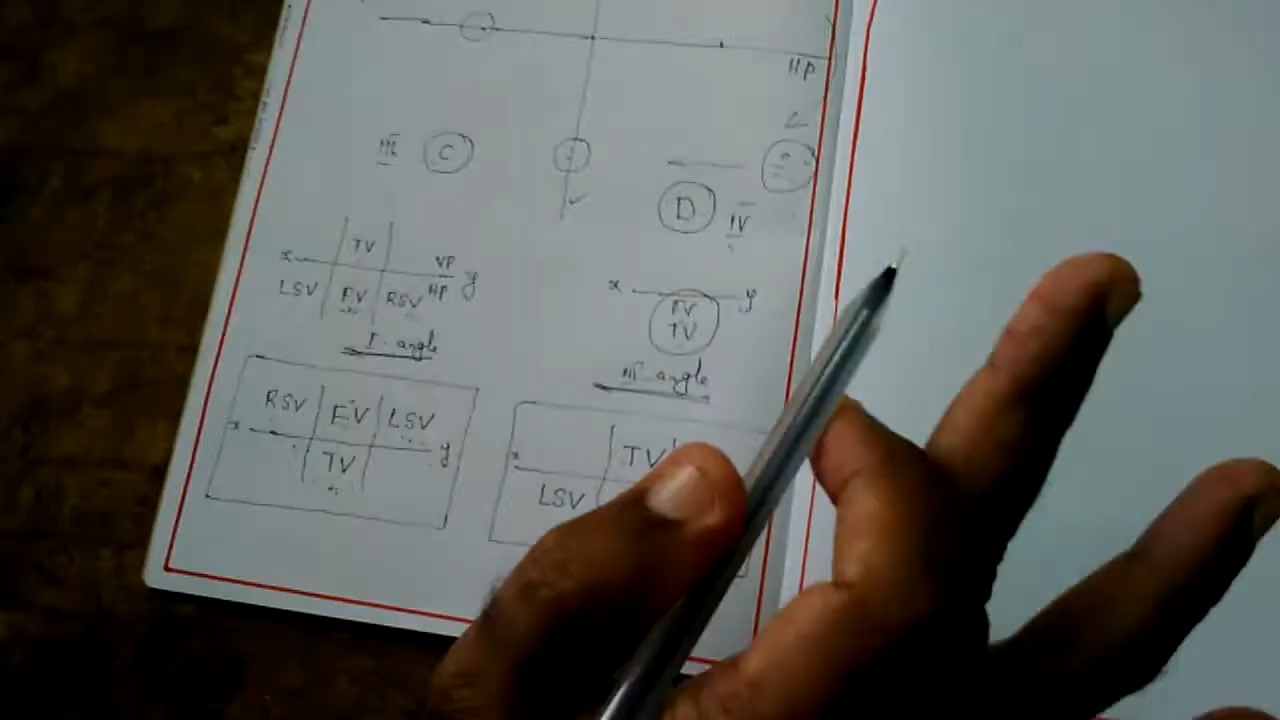 HP
III C
D IV
TV
x VP y
LSV FV RSV HP
I angle
x y
FV
TV
III angle
RSV FV LSV
x y
TV
x TV
LSV